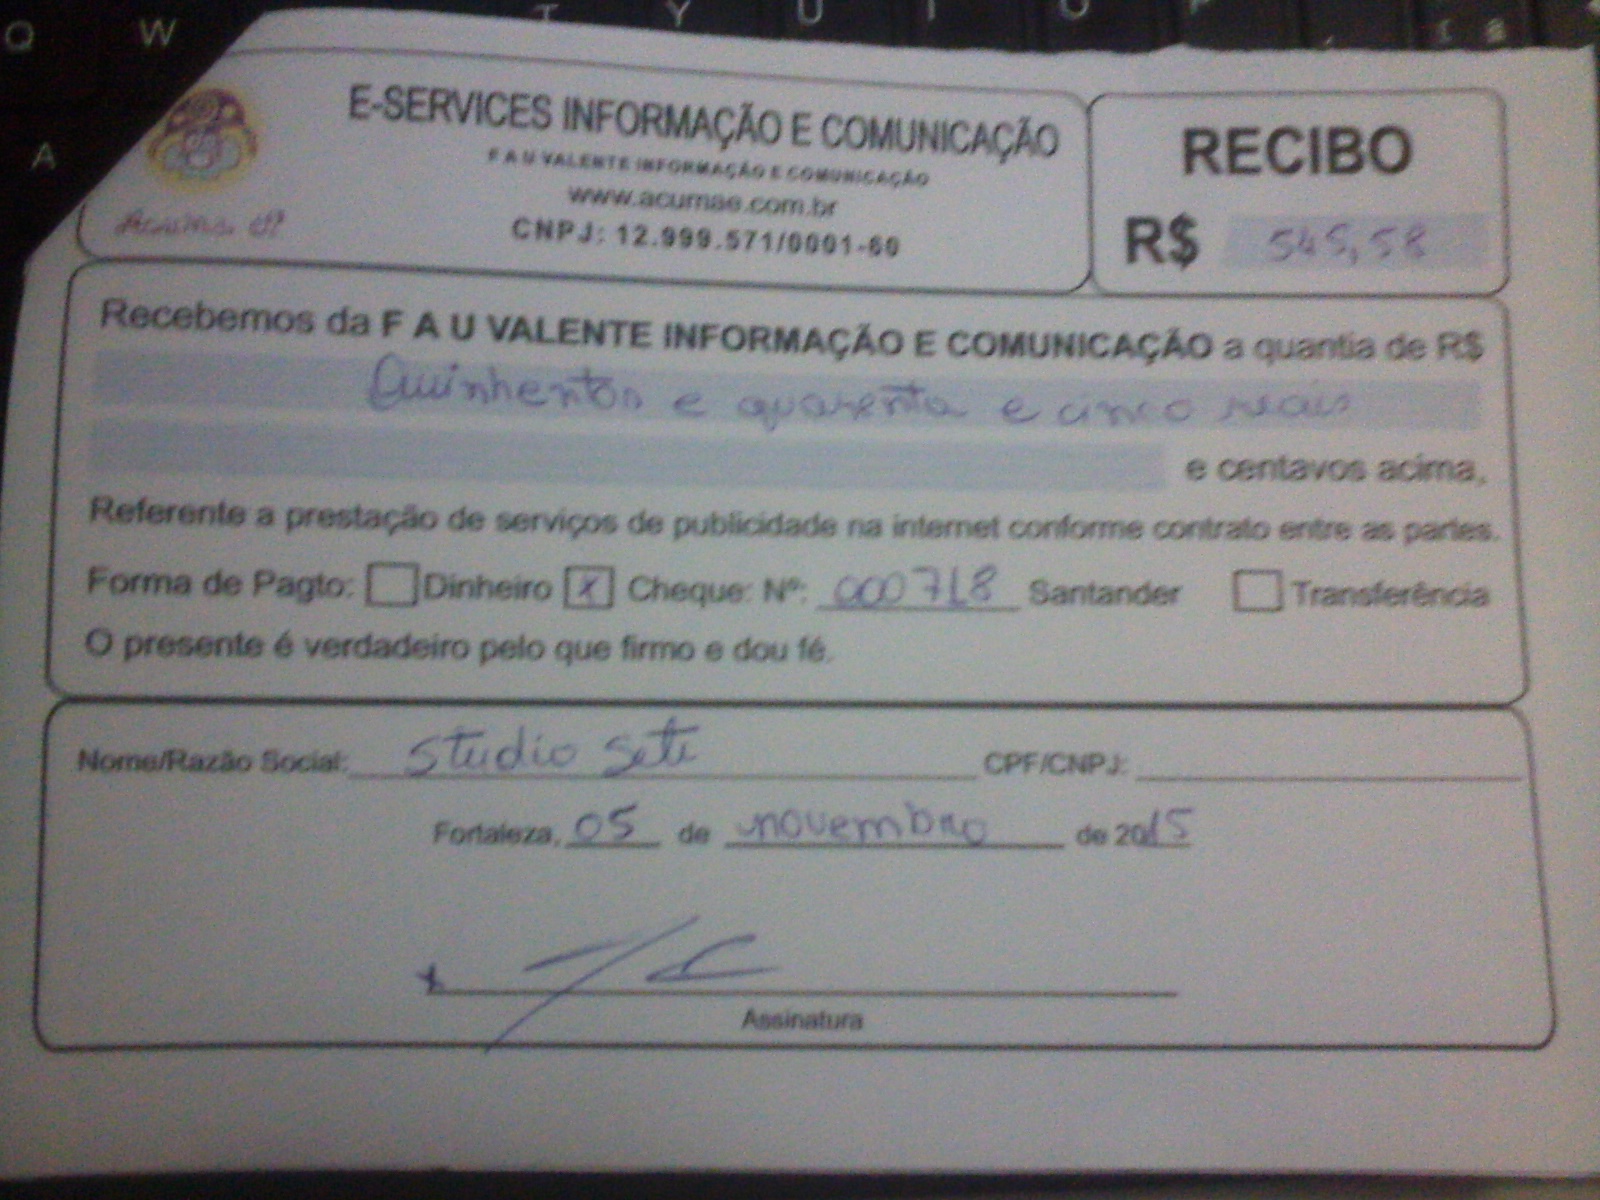 Q W T Y U I O P
A
E-SERVICES INFORMAÇÃO E COMUNICAÇÃO
F A U VALENTE INFORMAÇÃO E COMUNICAÇÃO
www.acumae.com.br
CNPJ: 12.999.571/0001-60
RECIBO
R$ 545,58
Recebemos da F A U VALENTE INFORMAÇÃO E COMUNICAÇÃO a quantia de R$
Quinhentos e quarenta e cinco reais
e centavos acima,
Referente a prestação de serviços de publicidade na internet conforme contrato entre as partes.
Forma de Pagto: Dinheiro X Cheque: Nº: 000718 Santander Transferência
O presente é verdadeiro pelo que firmo e dou fé.
Nome/Razão Social: Studio Sete CPF/CNPJ:
Fortaleza, 05 de novembro de 2015
x
Assinatura